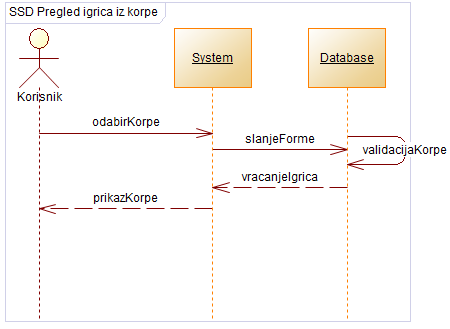 SSD Pregled igrica iz korpe
System
Database
Korisnik
odabirKorpe
slanjeForme
validacijaKorpe
vracanjeIgrica
prikazKorpe